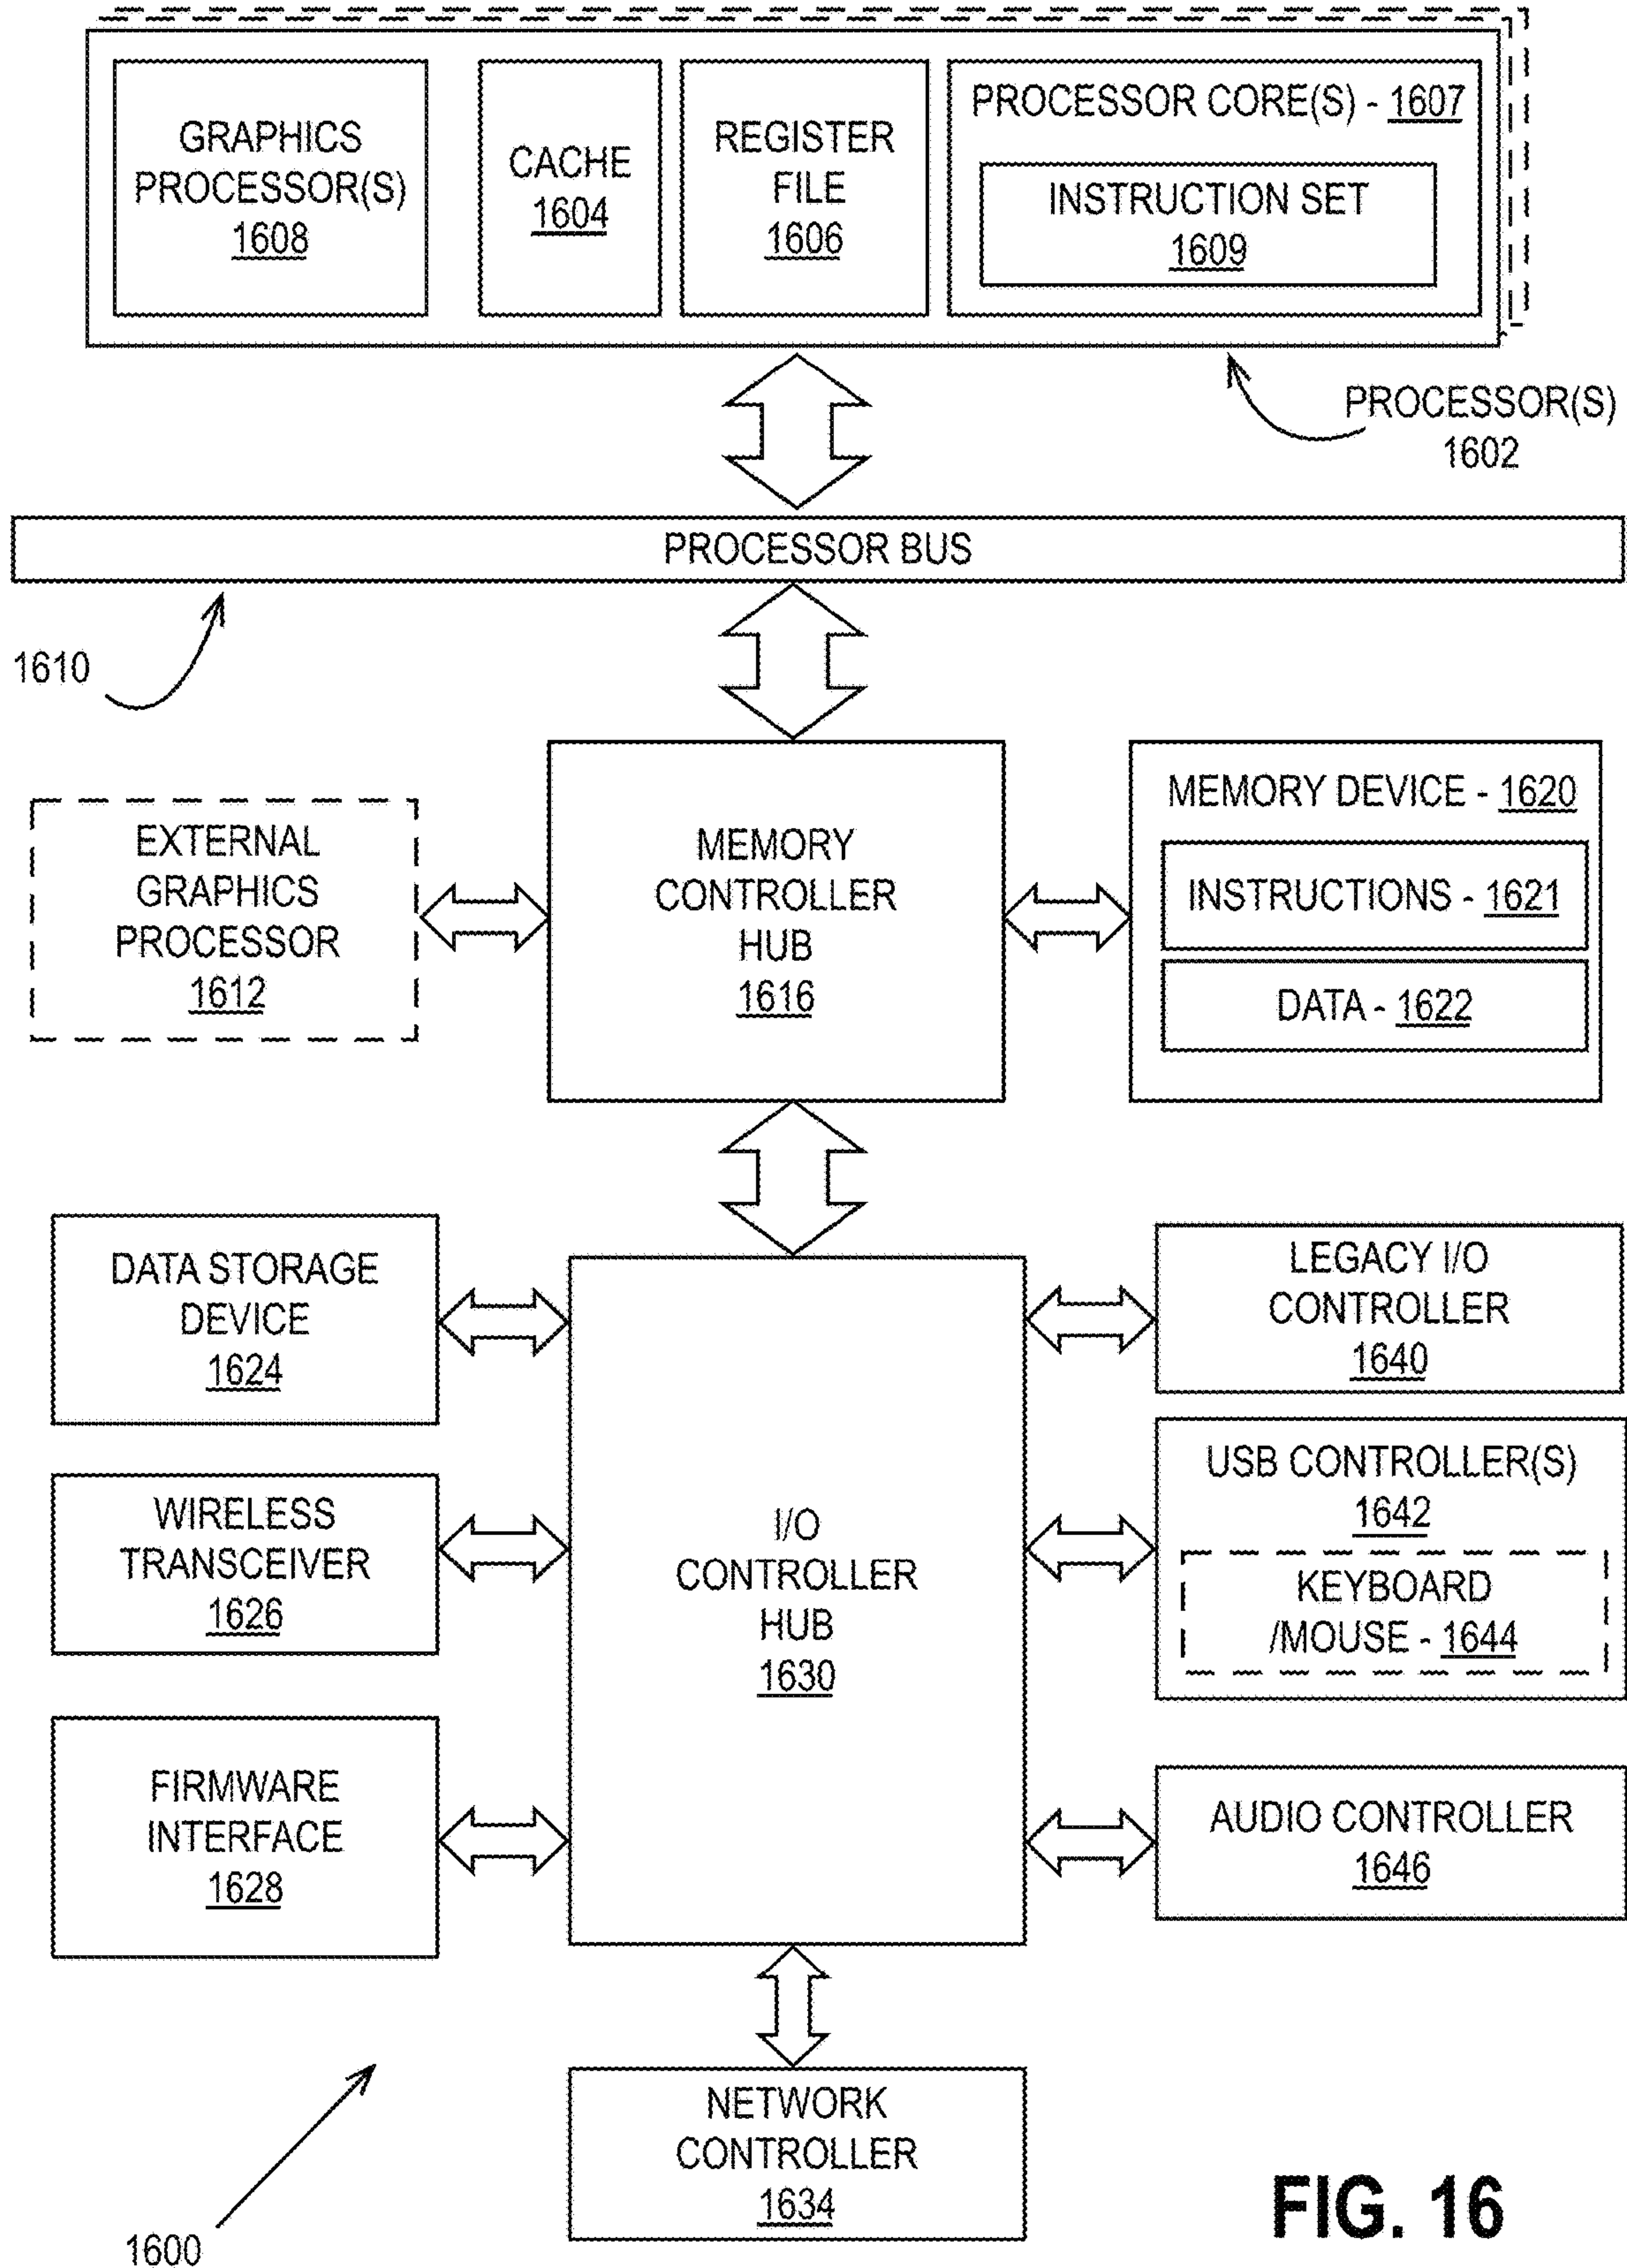 GRAPHICS
PROCESSOR(S)
1608
CACHE
1604
REGISTER
FILE
1606
PROCESSOR CORE(S) - 1607
INSTRUCTION SET
1609
PROCESSOR(S)
1602
PROCESSOR BUS
1610
EXTERNAL
GRAPHICS
PROCESSOR
1612
MEMORY
CONTROLLER
HUB
1616
MEMORY DEVICE - 1620
INSTRUCTIONS - 1621
DATA - 1622
DATA STORAGE
DEVICE
1624
WIRELESS
TRANSCEIVER
1626
FIRMWARE
INTERFACE
1628
I/O
CONTROLLER
HUB
1630
LEGACY I/O
CONTROLLER
1640
USB CONTROLLER(S)
1642
KEYBOARD
/MOUSE - 1644
AUDIO CONTROLLER
1646
NETWORK
CONTROLLER
1634
1600
FIG. 16